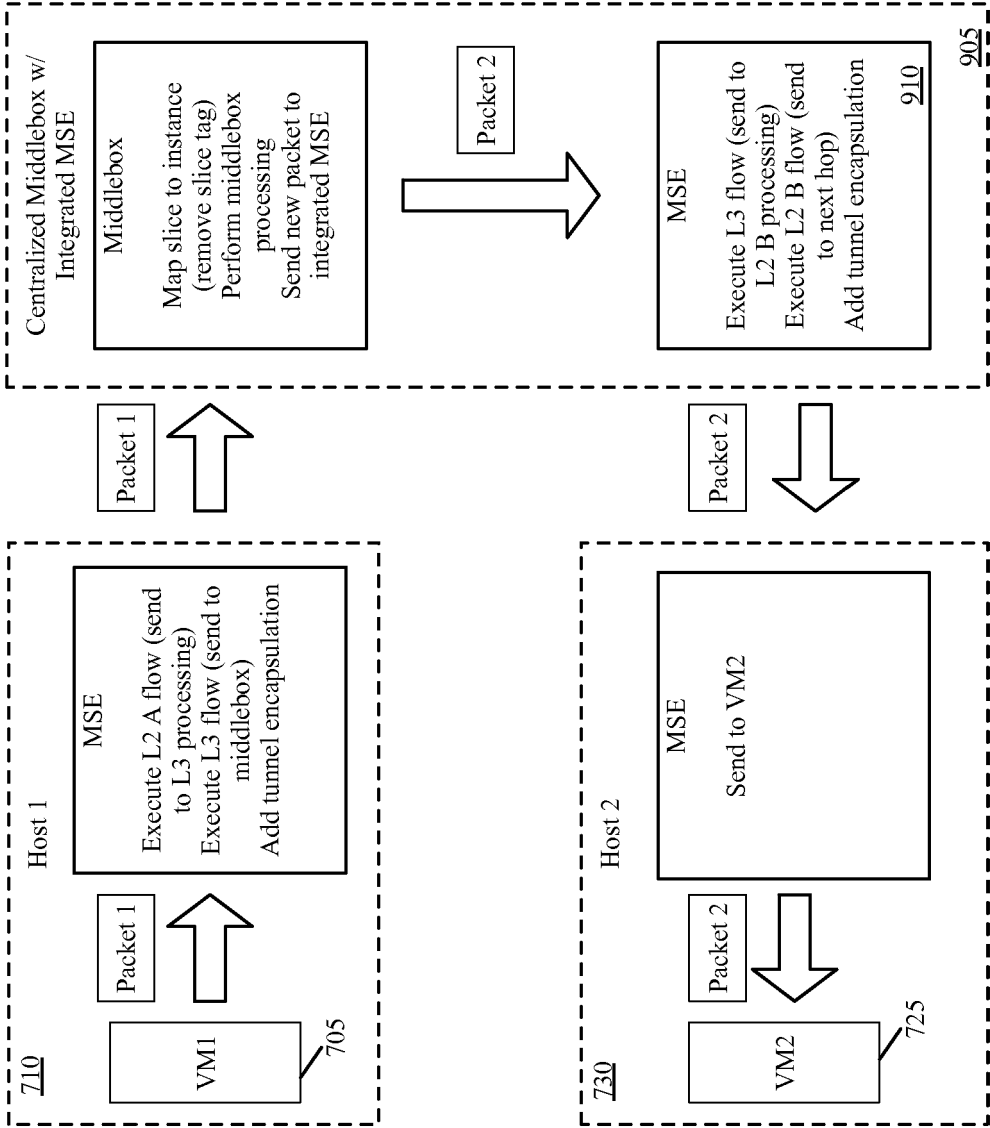 710
Host 1
VM1
705
Packet 1
MSE
Execute L2 A flow (send
to L3 processing)
Execute L3 flow (send to
middlebox)
Add tunnel encapsulation
Packet 1
Centralized Middlebox w/
Integrated MSE
Middlebox
Map slice to instance
(remove slice tag)
Perform middlebox
processing
Send new packet to
integrated MSE
Packet 2
MSE
Execute L3 flow (send to
L2 B processing)
Execute L2 B flow (send
to next hop)
Add tunnel encapsulation
910
905
Packet 2
730
Host 2
MSE
Send to VM2
Packet 2
VM2
725